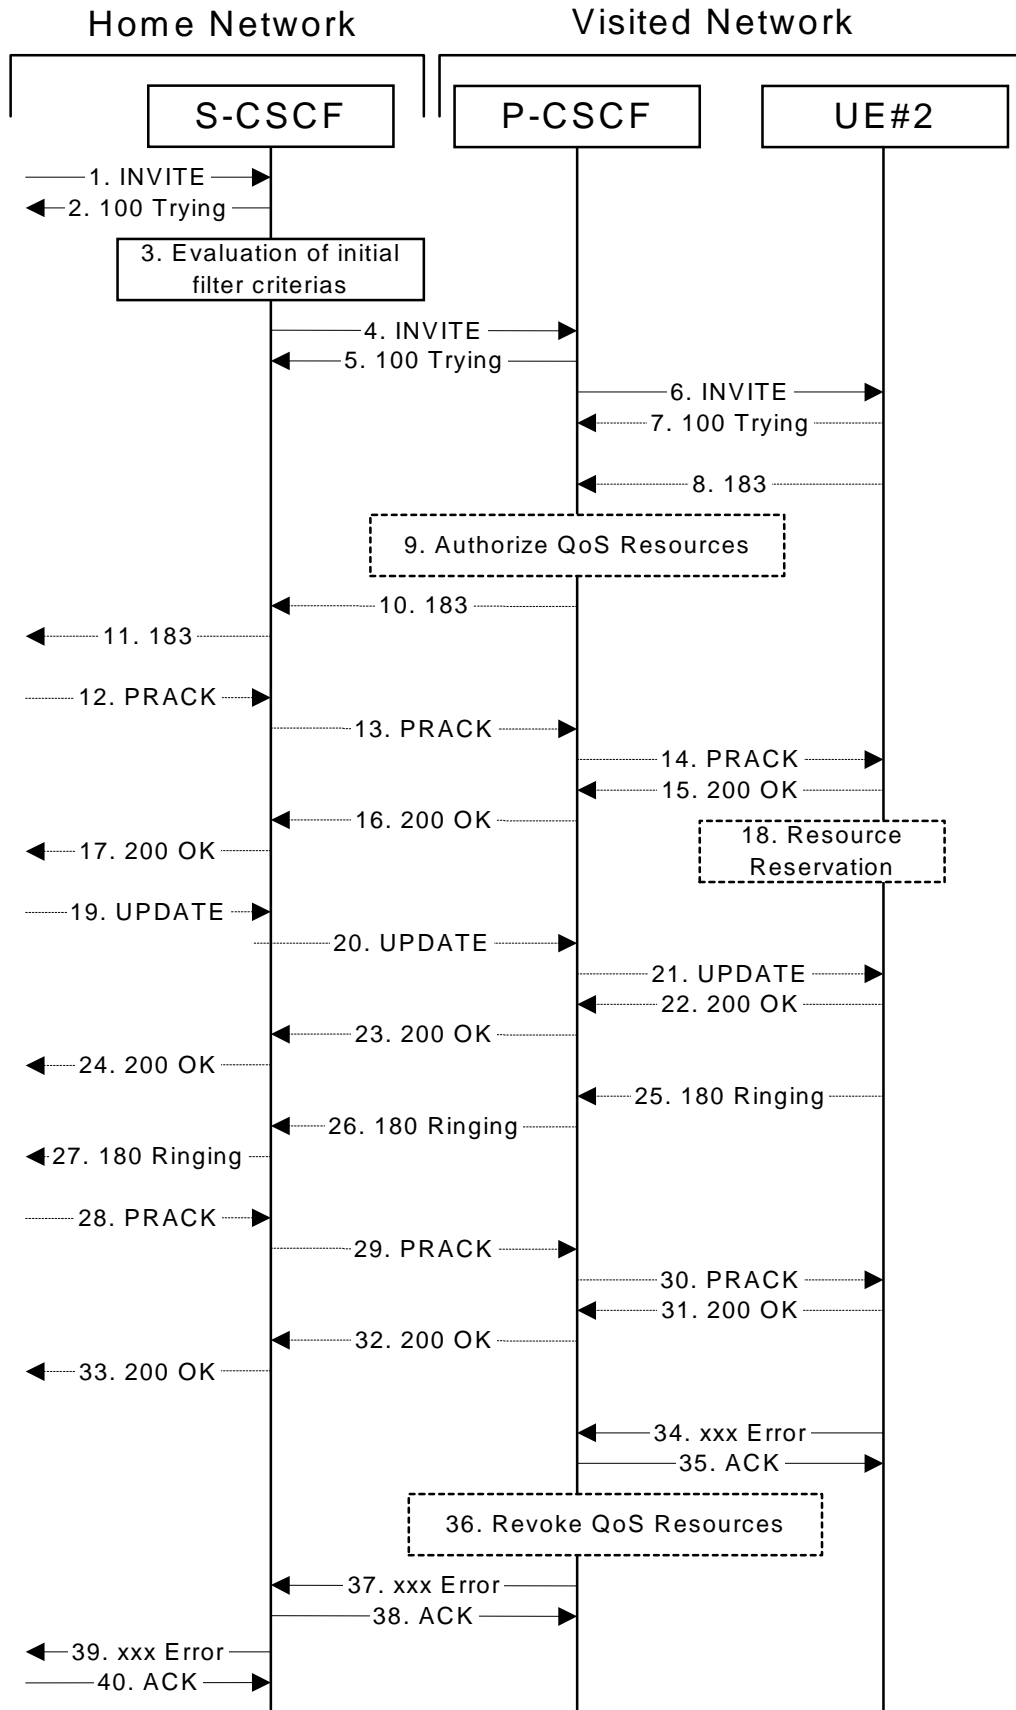 Home Network
Visited Network
S-CSCF
P-CSCF
UE#2
1. INVITE
2. 100 Trying
3. Evaluation of initial
filter criterias
4. INVITE
5. 100 Trying
6. INVITE
7. 100 Trying
8. 183
9. Authorize QoS Resources
10. 183
11. 183
12. PRACK
13. PRACK
14. PRACK
15. 200 OK
16. 200 OK
17. 200 OK
18. Resource
Reservation
19. UPDATE
20. UPDATE
21. UPDATE
22. 200 OK
23. 200 OK
24. 200 OK
25. 180 Ringing
26. 180 Ringing
27. 180 Ringing
28. PRACK
29. PRACK
30. PRACK
31. 200 OK
32. 200 OK
33. 200 OK
34. xxx Error
35. ACK
36. Revoke QoS Resources
37. xxx Error
38. ACK
39. xxx Error
40. ACK